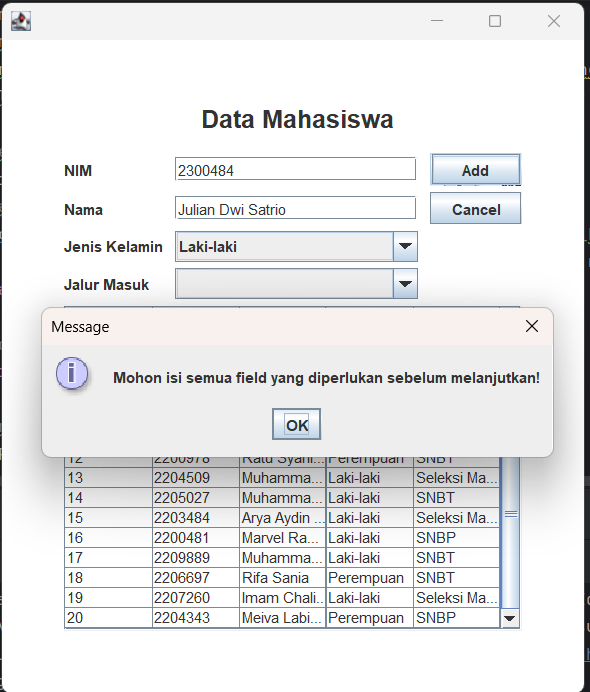 Data Mahasiswa
NIM 2300484 Add
Nama Julian Dwi Satrio Cancel
Jenis Kelamin Laki-laki
Jalur Masuk
Message
Mohon isi semua field yang diperlukan sebelum melanjutkan!
OK
12 2200978 Ratu Syahi... Perempuan SNBT
13 2204509 Muhamma... Laki-laki Seleksi Ma...
14 2205027 Muhamma... Laki-laki SNBT
15 2203484 Arya Aydin ... Laki-laki Seleksi Ma...
16 2200481 Marvel Ra... Laki-laki SNBP
17 2209889 Muhamma... Laki-laki SNBT
18 2206697 Rifa Sania Perempuan SNBT
19 2207260 Imam Chali... Laki-laki Seleksi Ma...
20 2204343 Meiva Labi... Perempuan SNBP